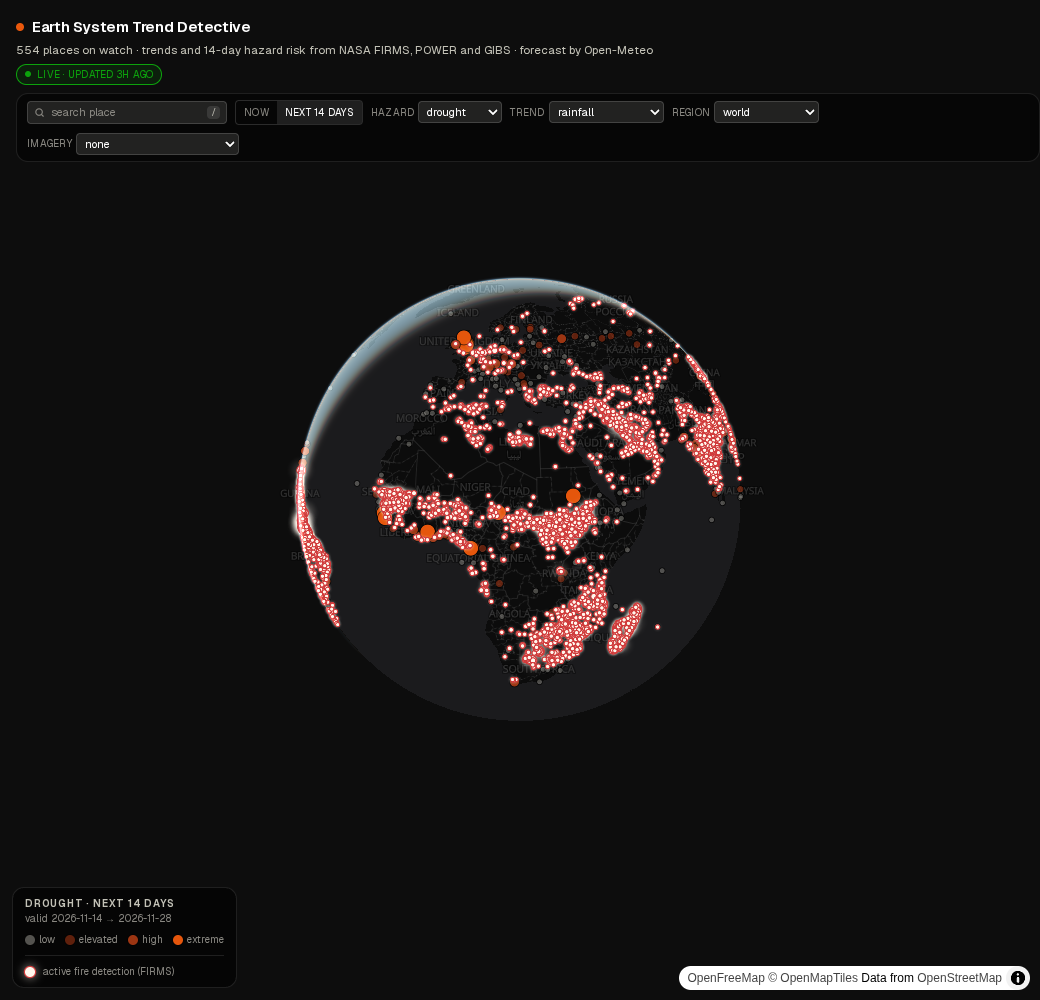 Earth System Trend Detective
554 places on watch · trends and 14-day hazard risk from NASA FIRMS, POWER and GIBS · forecast by Open-Meteo
LIVE · UPDATED 3H AGO
search place /
NOW NEXT 14 DAYS HAZARD drought TREND rainfall REGION world
IMAGERY none
GREENLAND
ICELAND
FINLAND
KAZAKHSTAN
MOROCCO
NIGER
CHAD
ANGOLA
DROUGHT · NEXT 14 DAYS
valid 2026-11-14 → 2026-11-28
low elevated high extreme
active fire detection (FIRMS)
OpenFreeMap © OpenMapTiles Data from OpenStreetMap